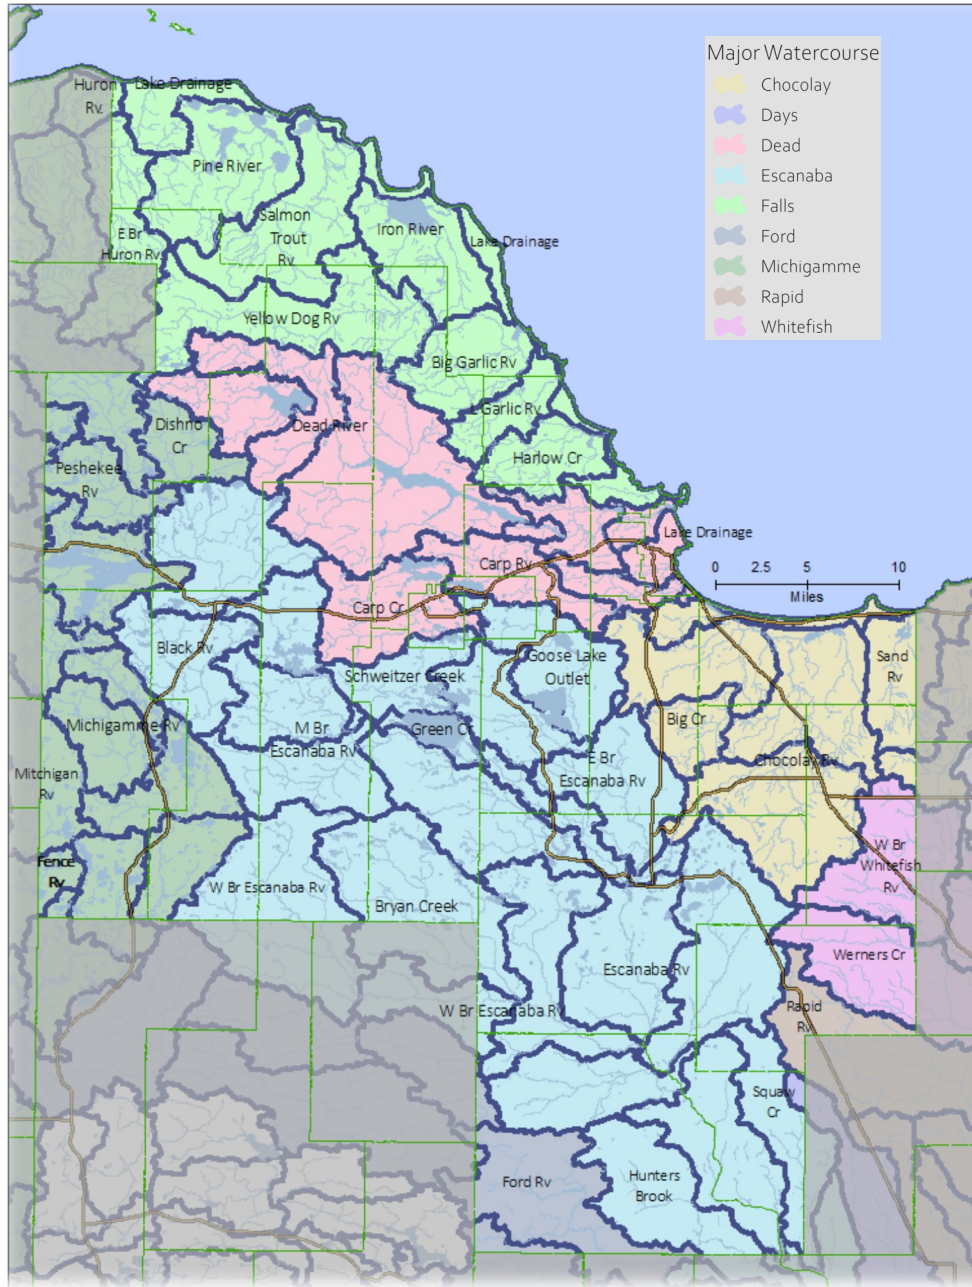 Major Watercourse
Chocolay
Days
Dead
Escanaba
Falls
Ford
Michigamme
Rapid
Whitefish
Huron
Rv
Lake Drainage
Pine River
E Br
Huron Rv
Salmon
Trout
Rv
Iron River
Lake Drainage
Yellow Dog Rv
Big Garlic Rv
L Garlic Rv
Harlow Cr
Dishno
Cr
Dead River
Peshekee
Rv
Lake Drainage
0 2.5 5 10
Miles
Carp Rv
Carp Cr
Black Rv
Schweitzer Creek
Goose Lake
Outlet
Sand
Rv
Michigamme Rv
M Br
Escanaba Rv
Green Cr
Big Cr
E Br
Escanaba Rv
Chocolay Rv
Mitchigan
Rv
Fence
Rv
W Br Escanaba Rv
Bryan Creek
W Br
Whitefish
Rv
Escanaba Rv
Werners Cr
W Br Escanaba Rv
Rapid
Rv
Squaw
Cr
Ford Rv
Hunters
Brook